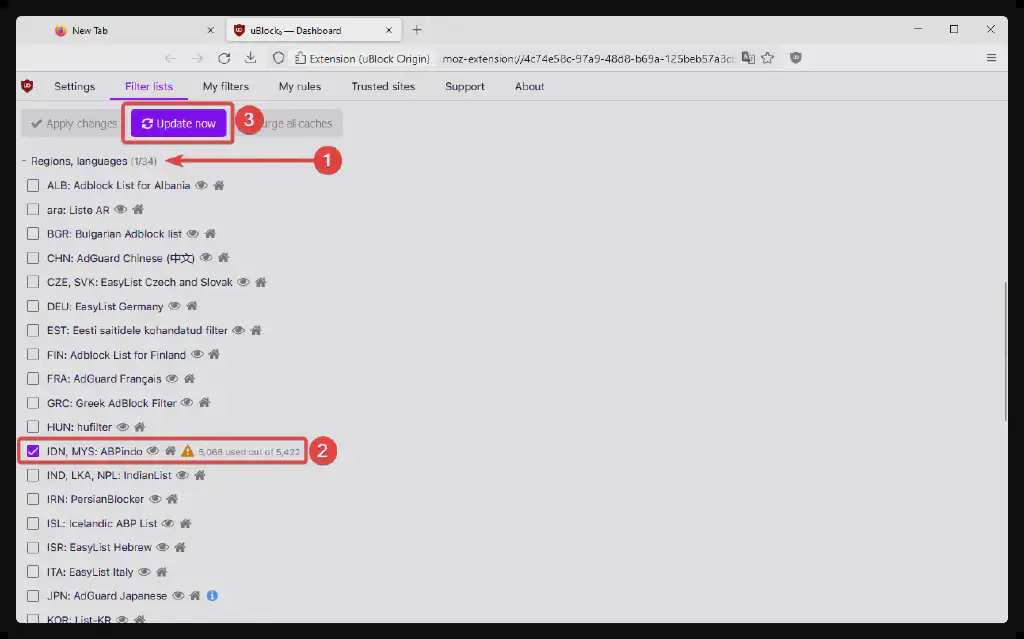 New Tab
uBlock₀ — Dashboard
Extension (uBlock Origin) moz-extension://4c74e58c-97a9-48d8-b69a-125beb57a3cb
Settings Filter lists My filters My rules Trusted sites Support About
Apply changes Update now 3 urge all caches
Regions, languages (1/34) 1
ALB: Adblock List for Albania
ara: Liste AR
BGR: Bulgarian Adblock list
CHN: AdGuard Chinese (中文)
CZE, SVK: EasyList Czech and Slovak
DEU: EasyList Germany
EST: Eesti saitidele kohandatud filter
FIN: Adblock List for Finland
FRA: AdGuard Français
GRC: Greek AdBlock Filter
HUN: hufilter
IDN, MYS: ABPindo 5,068 used out of 5,422 2
IND, LKA, NPL: IndianList
IRN: PersianBlocker
ISL: Icelandic ABP List
ISR: EasyList Hebrew
ITA: EasyList Italy
JPN: AdGuard Japanese
KOR: List-KR